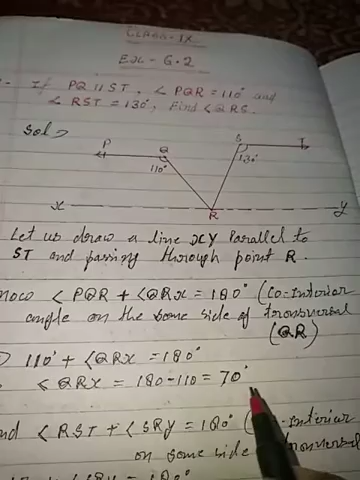 CLASS-IX
EX - 6.2
If PQ || ST, < PQR = 110° and
< RST = 130°, Find < QRS.
Sol>
P Q S T
110° 130°
x R y
Let us draw a line XY Parallel to
ST and passing through point R.
now < PQR + < QRX = 180° (Co-Interior
angle on the same side of transversal
(QR)
110° + < QRX = 180°
< QRX = 180 - 110 = 70°
< RST + < SRY = 180° -Interior
on same side transversal